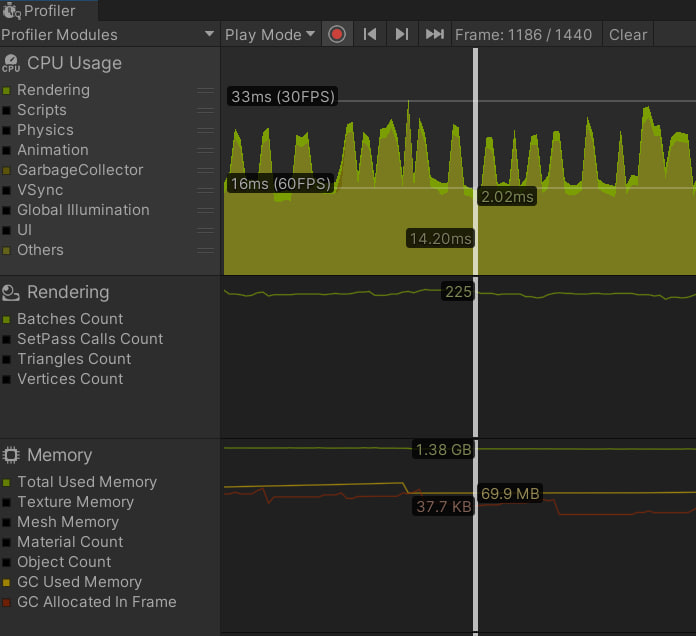 Profiler
Profiler Modules Play Mode Frame: 1186 / 1440 Clear
CPU CPU Usage
Rendering
Scripts
Physics
Animation
GarbageCollector
VSync
Global Illumination
UI
Others
33ms (30FPS)
16ms (60FPS)
2.02ms
14.20ms
Rendering
Batches Count
SetPass Calls Count
Triangles Count
Vertices Count
225
Memory
Total Used Memory
Texture Memory
Mesh Memory
Material Count
Object Count
GC Used Memory
GC Allocated In Frame
1.38 GB
69.9 MB
37.7 KB